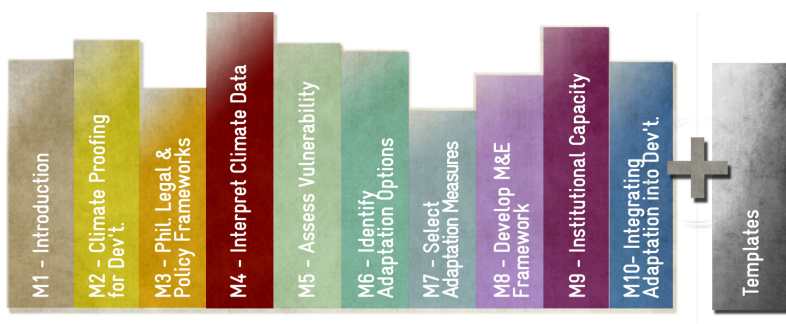 M1 - Introduction
M2 - Climate Proofing
for Dev't.
M3 - Phil. Legal &
Policy Frameworks
M4 - Interpret Climate Data
M5 - Assess Vulnerability
M6 - Identify
Adaptation Options
M7 - Select
Adaptation Measures
M8 - Develop M&E
Framework
M9 - Institutional Capacity
M10- Integrating
Adaptation into Dev't.
+
Templates